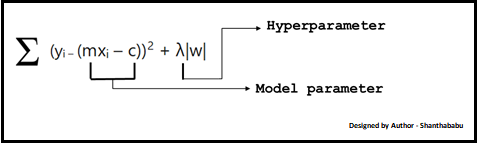 Hyperparameter
∑ (yᵢ₋ (mxᵢ – c))² + λ|w|
Model parameter
Designed by Author - Shanthababu